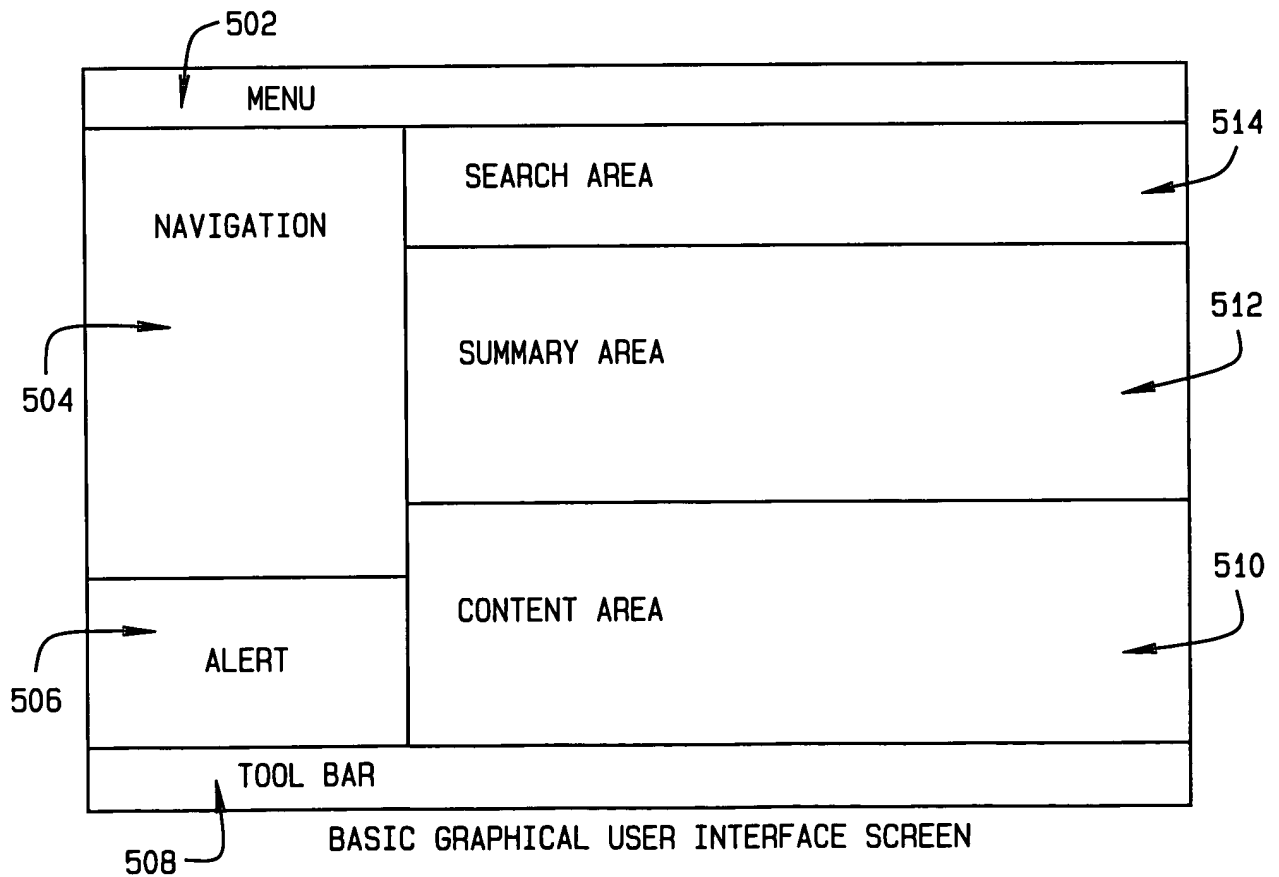 502
MENU
514
SEARCH AREA
NAVIGATION
512
SUMMARY AREA
504
510
CONTENT AREA
ALERT
506
TOOL BAR
BASIC GRAPHICAL USER INTERFACE SCREEN
508